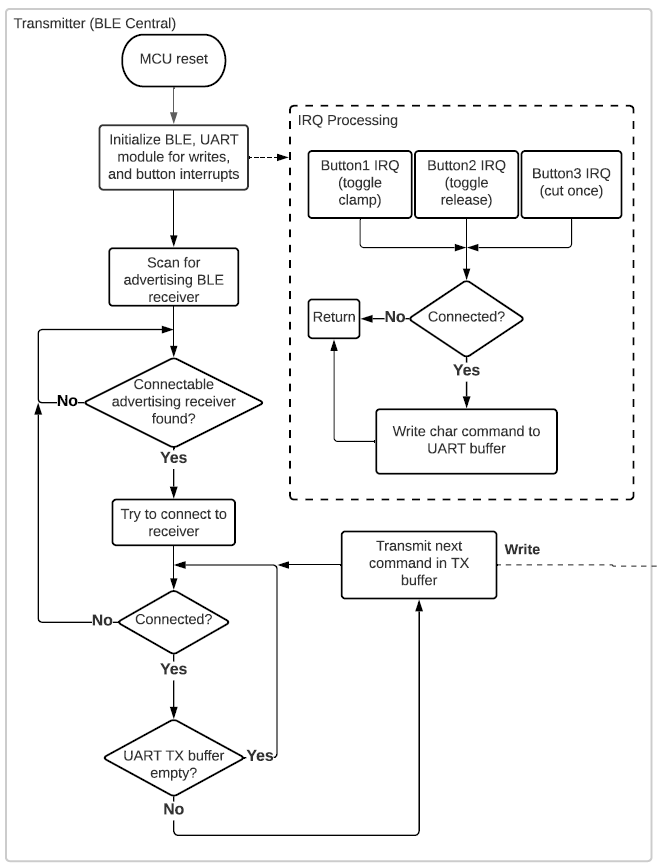 Transmitter (BLE Central)
MCU reset
Initialize BLE, UART
module for writes,
and button interrupts
IRQ Processing
Button1 IRQ
(toggle
clamp)
Button2 IRQ
(toggle
release)
Button3 IRQ
(cut once)
Scan for
advertising BLE
receiver
Return
No
Connected?
Yes
Write char command to
UART buffer
Connectable
advertising receiver
found?
No
Yes
Try to connect to
receiver
Transmit next
command in TX
buffer
Write
No
Connected?
Yes
UART TX buffer
empty?
Yes
No